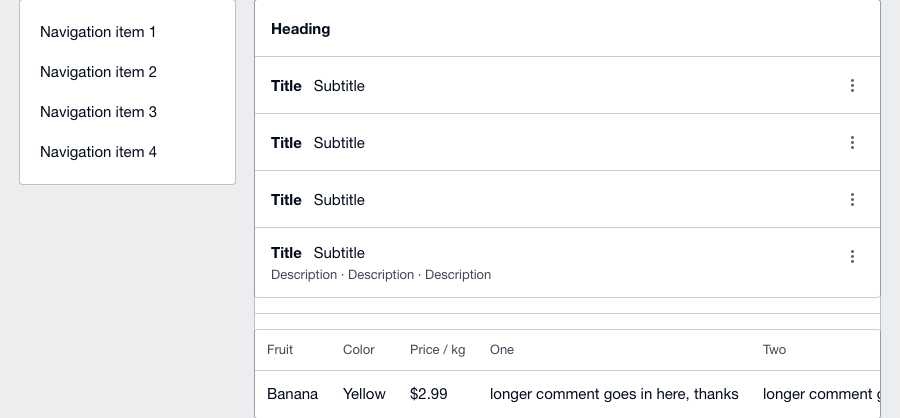 Navigation item 1
Navigation item 2
Navigation item 3
Navigation item 4
Heading
Title Subtitle
Title Subtitle
Title Subtitle
Title Subtitle
Description · Description · Description
Fruit Color Price / kg One Two
Banana Yellow $2.99 longer comment goes in here, thanks longer comment